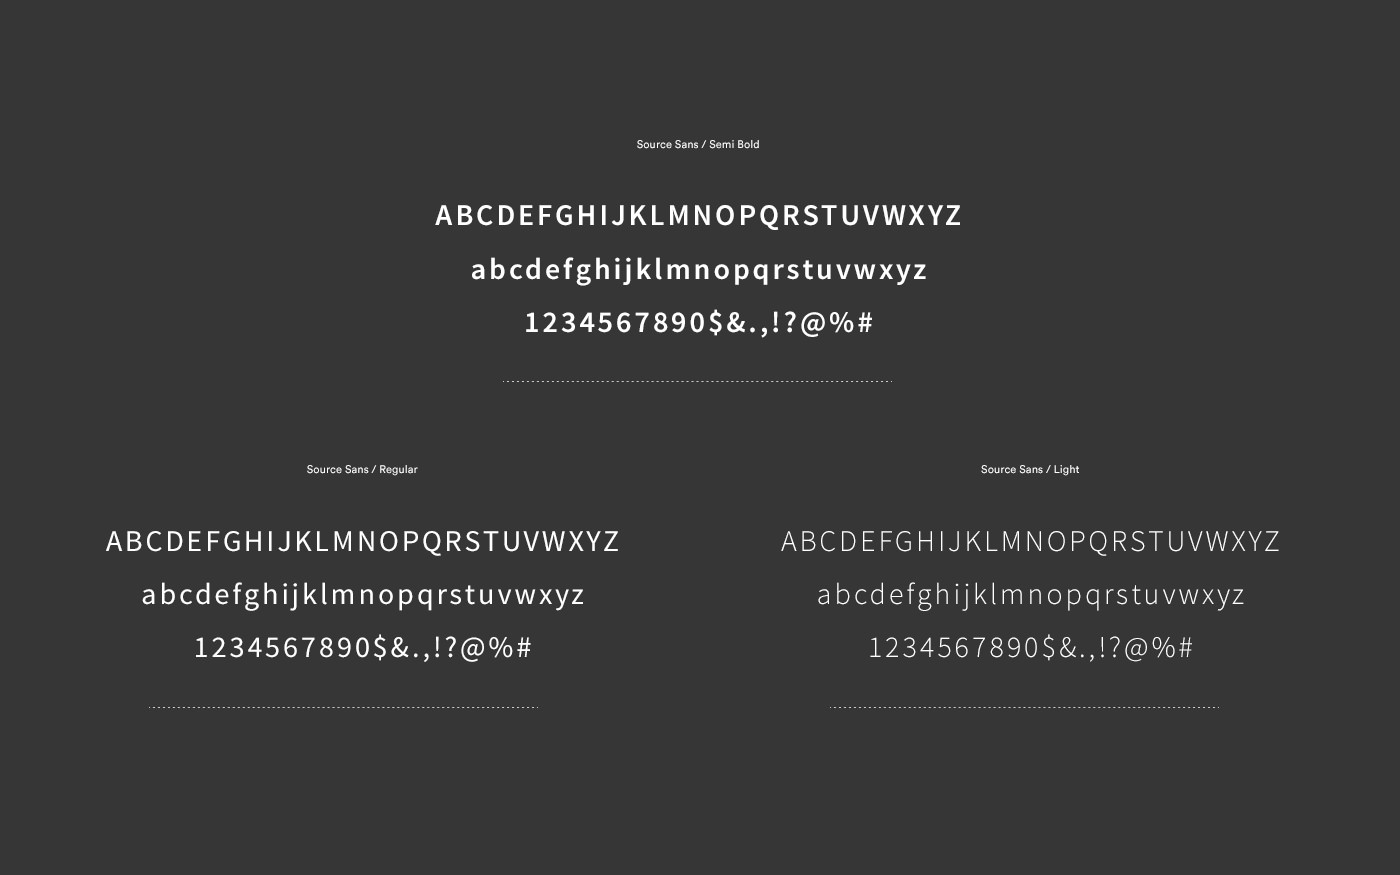 Source Sans / Semi Bold
ABCDEFGHIJKLMNOPQRSTUVWXYZ
abcdefghijklmnopqrstuvwxyz
1234567890$&.,!?@%#
Source Sans / Regular
ABCDEFGHIJKLMNOPQRSTUVWXYZ
abcdefghijklmnopqrstuvwxyz
1234567890$&.,!?@%#
Source Sans / Light
ABCDEFGHIJKLMNOPQRSTUVWXYZ
abcdefghijklmnopqrstuvwxyz
1234567890$&.,!?@%#